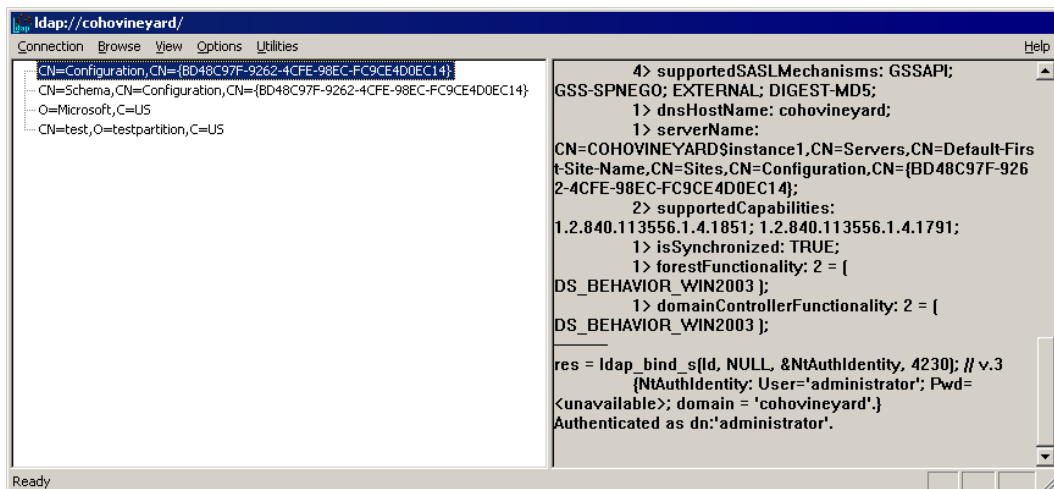 ldap://cohovineyard/
Connection Browse View Options Utilities Help
CN=Configuration,CN={BD48C97F-9262-4CFE-98EC-FC9CE4D0EC14}
CN=Schema,CN=Configuration,CN={BD48C97F-9262-4CFE-98EC-FC9CE4D0EC14}
O=Microsoft,C=US
CN=test,O=testpartition,C=US
4> supportedSASLMechanisms: GSSAPI;
GSS-SPNEGO; EXTERNAL; DIGEST-MD5;
1> dnsHostName: cohovineyard;
1> serverName:
CN=COHOVINEYARD$instance1,CN=Servers,CN=Default-Firs
t-Site-Name,CN=Sites,CN=Configuration,CN={BD48C97F-926
2-4CFE-98EC-FC9CE4D0EC14};
2> supportedCapabilities:
1.2.840.113556.1.4.1851; 1.2.840.113556.1.4.1791;
1> isSynchronized: TRUE;
1> forestFunctionality: 2 = (
DS_BEHAVIOR_WIN2003 );
1> domainControllerFunctionality: 2 = (
DS_BEHAVIOR_WIN2003 );
-----------
res = ldap_bind_s(ld, NULL, &NtAuthIdentity, 4230); // v.3
{NtAuthIdentity: User='administrator'; Pwd=
<unavailable>; domain = 'cohovineyard'.}
Authenticated as dn:'administrator'.
Ready